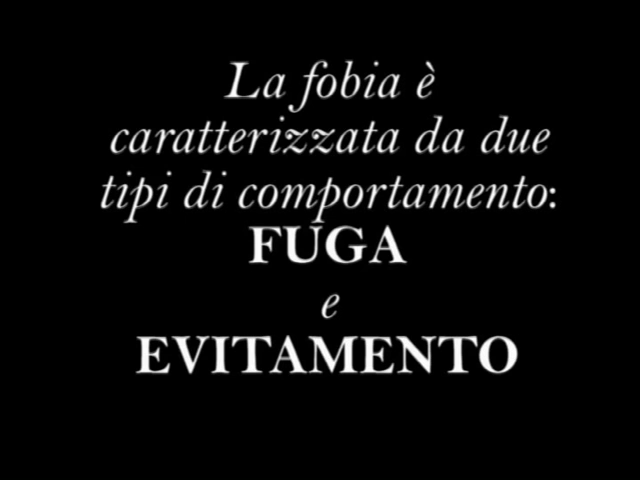 La fobia è
caratterizzata da due
tipi di comportamento:
FUGA
e
EVITAMENTO